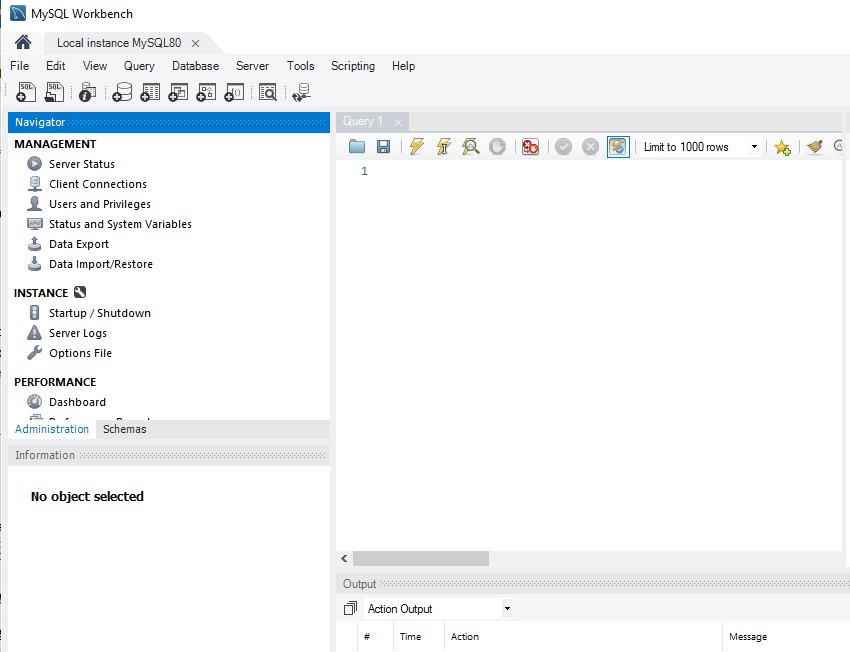 MySQL Workbench
Local instance MySQL80
File Edit View Query Database Server Tools Scripting Help
SQL SQL
Navigator
MANAGEMENT
Server Status
Client Connections
Users and Privileges
Status and System Variables
Data Export
Data Import/Restore
INSTANCE
Startup / Shutdown
Server Logs
Options File
PERFORMANCE
Dashboard
Administration Schemas
Information
No object selected
Query 1
Limit to 1000 rows
1
Output
Action Output
# Time Action Message